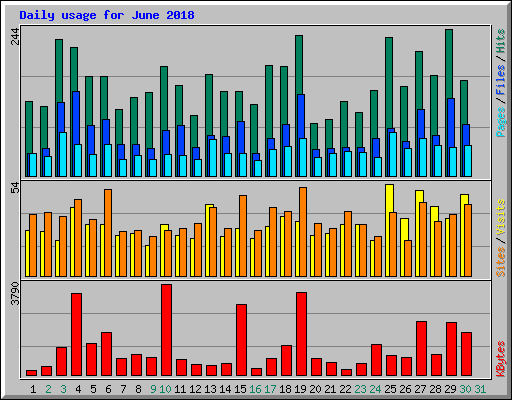 Daily usage for June 2018
244
Pages / Files / Hits
54
Sites / Visits
3790
KBytes
1 2 3 4 5 6 7 8 9 10 11 12 13 14 15 16 17 18 19 20 21 22 23 24 25 26 27 28 29 30 31